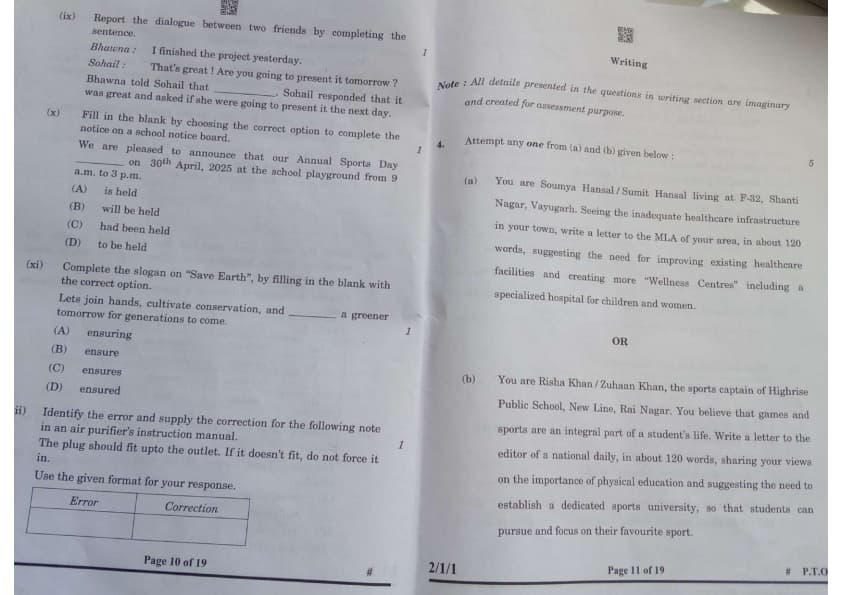 (ix) Report the dialogue between two friends by completing the
sentence. 1
Bhawna : I finished the project yesterday.
Sohail : That's great ! Are you going to present it tomorrow ?
Bhawna told Sohail that ________. Sohail responded that it
was great and asked if she were going to present it the next day.
(x) Fill in the blank by choosing the correct option to complete the
notice on a school notice board. 1
We are pleased to announce that our Annual Sports Day
________ on 30th April, 2025 at the school playground from 9
a.m. to 3 p.m.
(A) is held
(B) will be held
(C) had been held
(D) to be held
(xi) Complete the slogan on "Save Earth", by filling in the blank with
the correct option.
Lets join hands, cultivate conservation, and ________ a greener
tomorrow for generations to come. 1
(A) ensuring
(B) ensure
(C) ensures
(D) ensured
ii) Identify the error and supply the correction for the following note
in an air purifier's instruction manual. 1
The plug should fit upto the outlet. If it doesn't fit, do not force it
in.
Use the given format for your response.
Error Correction
Page 10 of 19
#
Writing
Note : All details presented in the questions in writing section are imaginary
and created for assessment purpose.
4. Attempt any one from (a) and (b) given below : 5
(a) You are Soumya Hansal / Sumit Hansal living at F-32, Shanti
Nagar, Vayugarh. Seeing the inadequate healthcare infrastructure
in your town, write a letter to the MLA of your area, in about 120
words, suggesting the need for improving existing healthcare
facilities and creating more "Wellness Centres" including a
specialized hospital for children and women.
OR
(b) You are Risha Khan / Zuhaan Khan, the sports captain of Highrise
Public School, New Line, Rai Nagar. You believe that games and
sports are an integral part of a student's life. Write a letter to the
editor of a national daily, in about 120 words, sharing your views
on the importance of physical education and suggesting the need to
establish a dedicated sports university, so that students can
pursue and focus on their favourite sport.
2/1/1 Page 11 of 19 # P.T.O